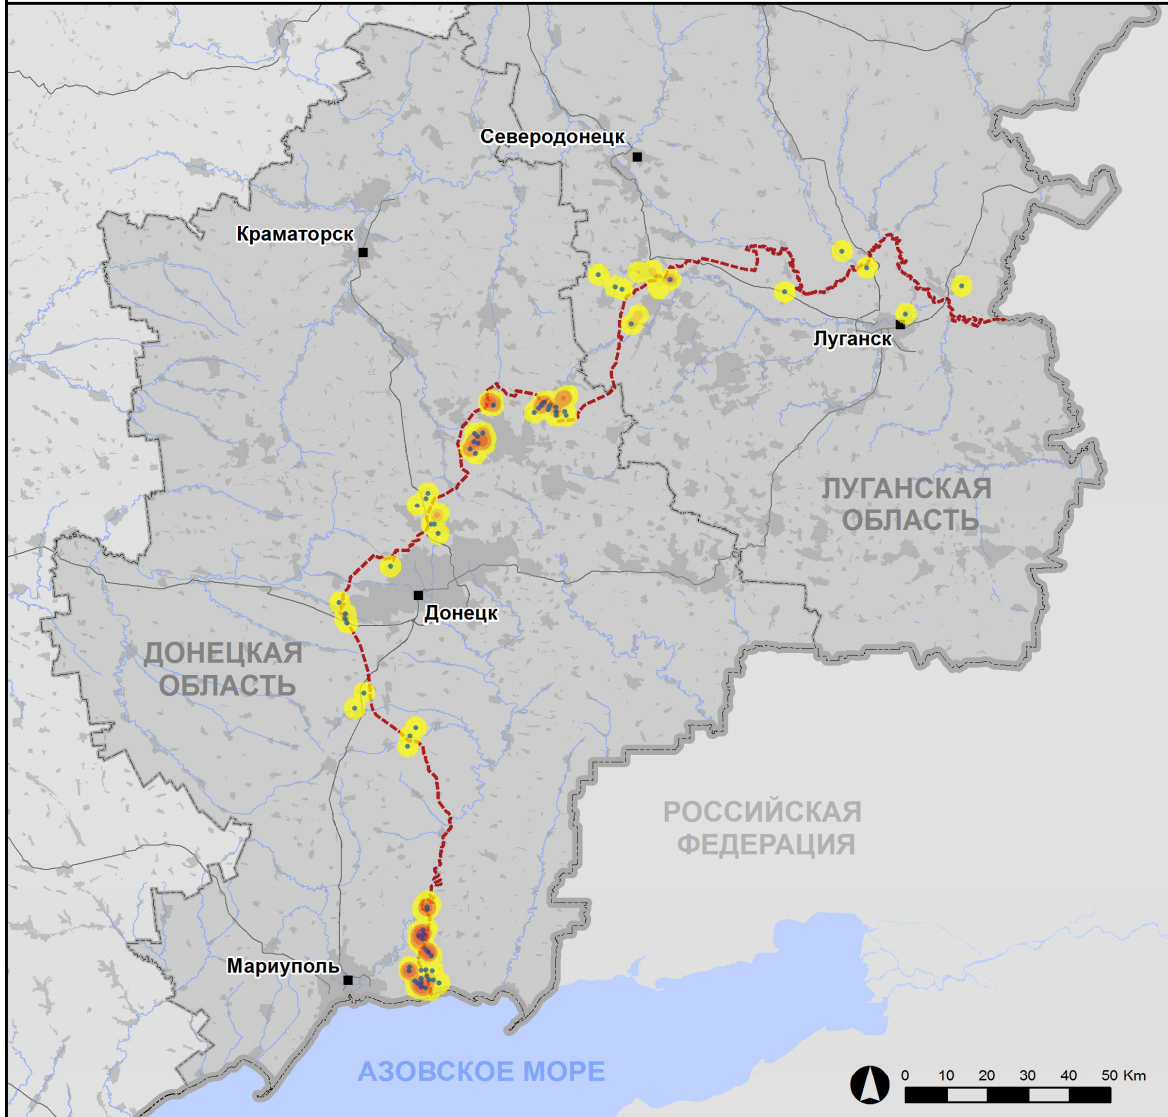 Северодонецк
Краматорск
Луганск
ЛУГАНСКАЯ
ОБЛАСТЬ
Донецк
ДОНЕЦКАЯ
ОБЛАСТЬ
РОССИЙСКАЯ
ФЕДЕРАЦИЯ
Мариуполь
АЗОВСКОЕ МОРЕ
0 10 20 30 40 50 Km